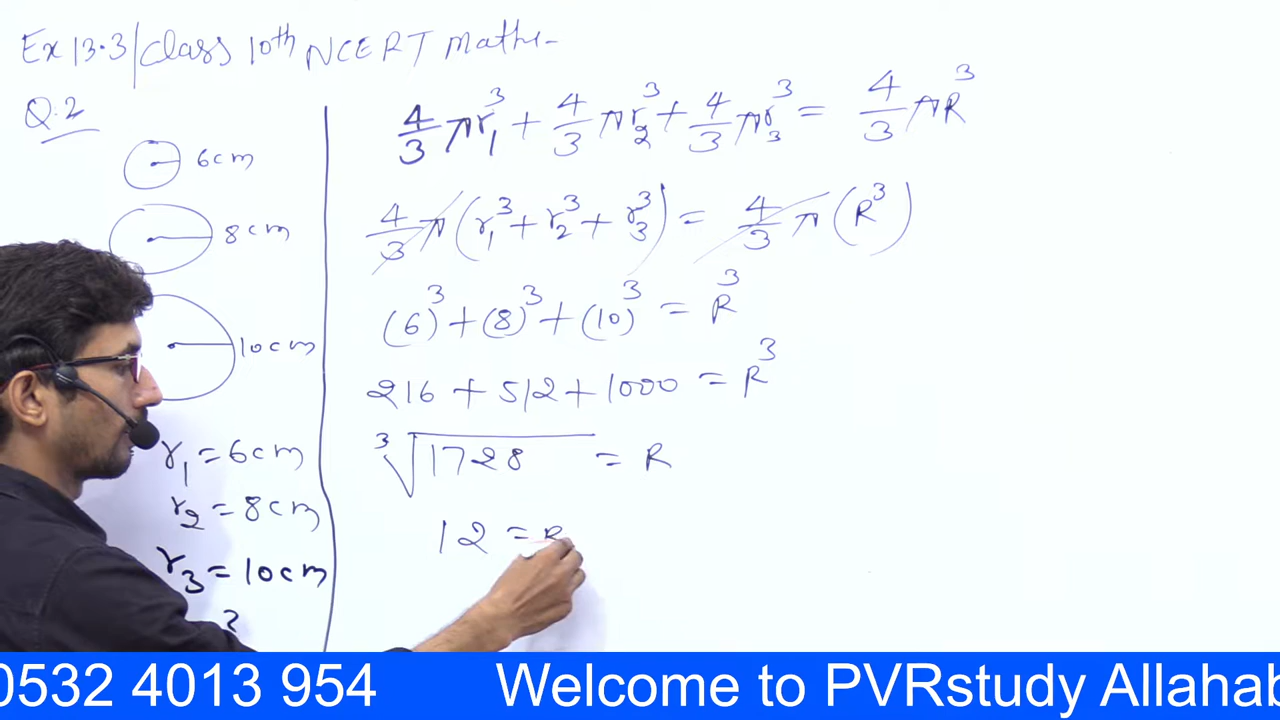 Ex 13.3/Class 10th NCERT Maths-
Q.2
6cm
8cm
10cm
r₁ = 6cm
r₂ = 8cm
r₃ = 10cm
?
4/3 πr₁³ + 4/3 πr₂³ + 4/3 πr₃³ = 4/3 πR³
4/3 π(r₁³ + r₂³ + r₃³) = 4/3 π(R³)
(6)³ + (8)³ + (10)³ = R³
216 + 512 + 1000 = R³
³√1728 = R
12 = R
0532 4013 954 Welcome to PVRstudy Allahab